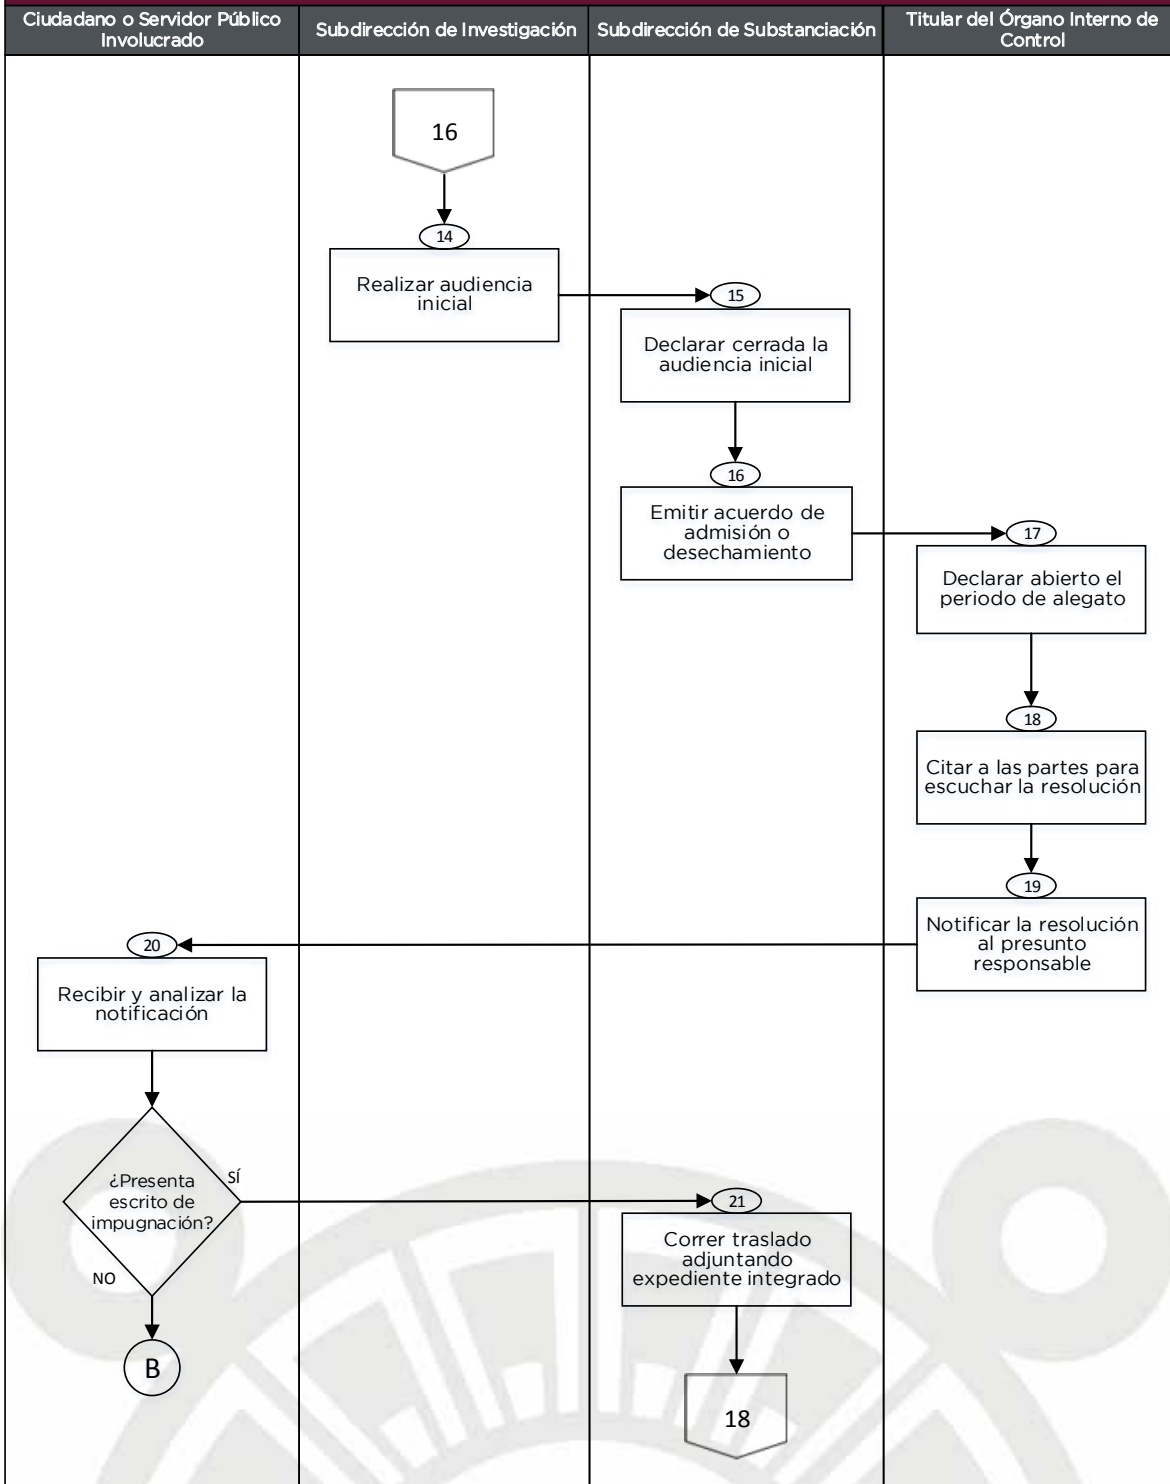 Ciudadano o Servidor Público
Involucrado
Subdirección de Investigación
Subdirección de Substanciación
Titular del Órgano Interno de
Control
16
14
Realizar audiencia
inicial
15
Declarar cerrada la
audiencia inicial
16
Emitir acuerdo de
admisión o
desechamiento
17
Declarar abierto el
periodo de alegato
18
Citar a las partes para
escuchar la resolución
19
Notificar la resolución
al presunto
responsable
20
Recibir y analizar la
notificación
¿Presenta
escrito de
impugnación?
SÍ
NO
B
21
Correr traslado
adjuntando
expediente integrado
18